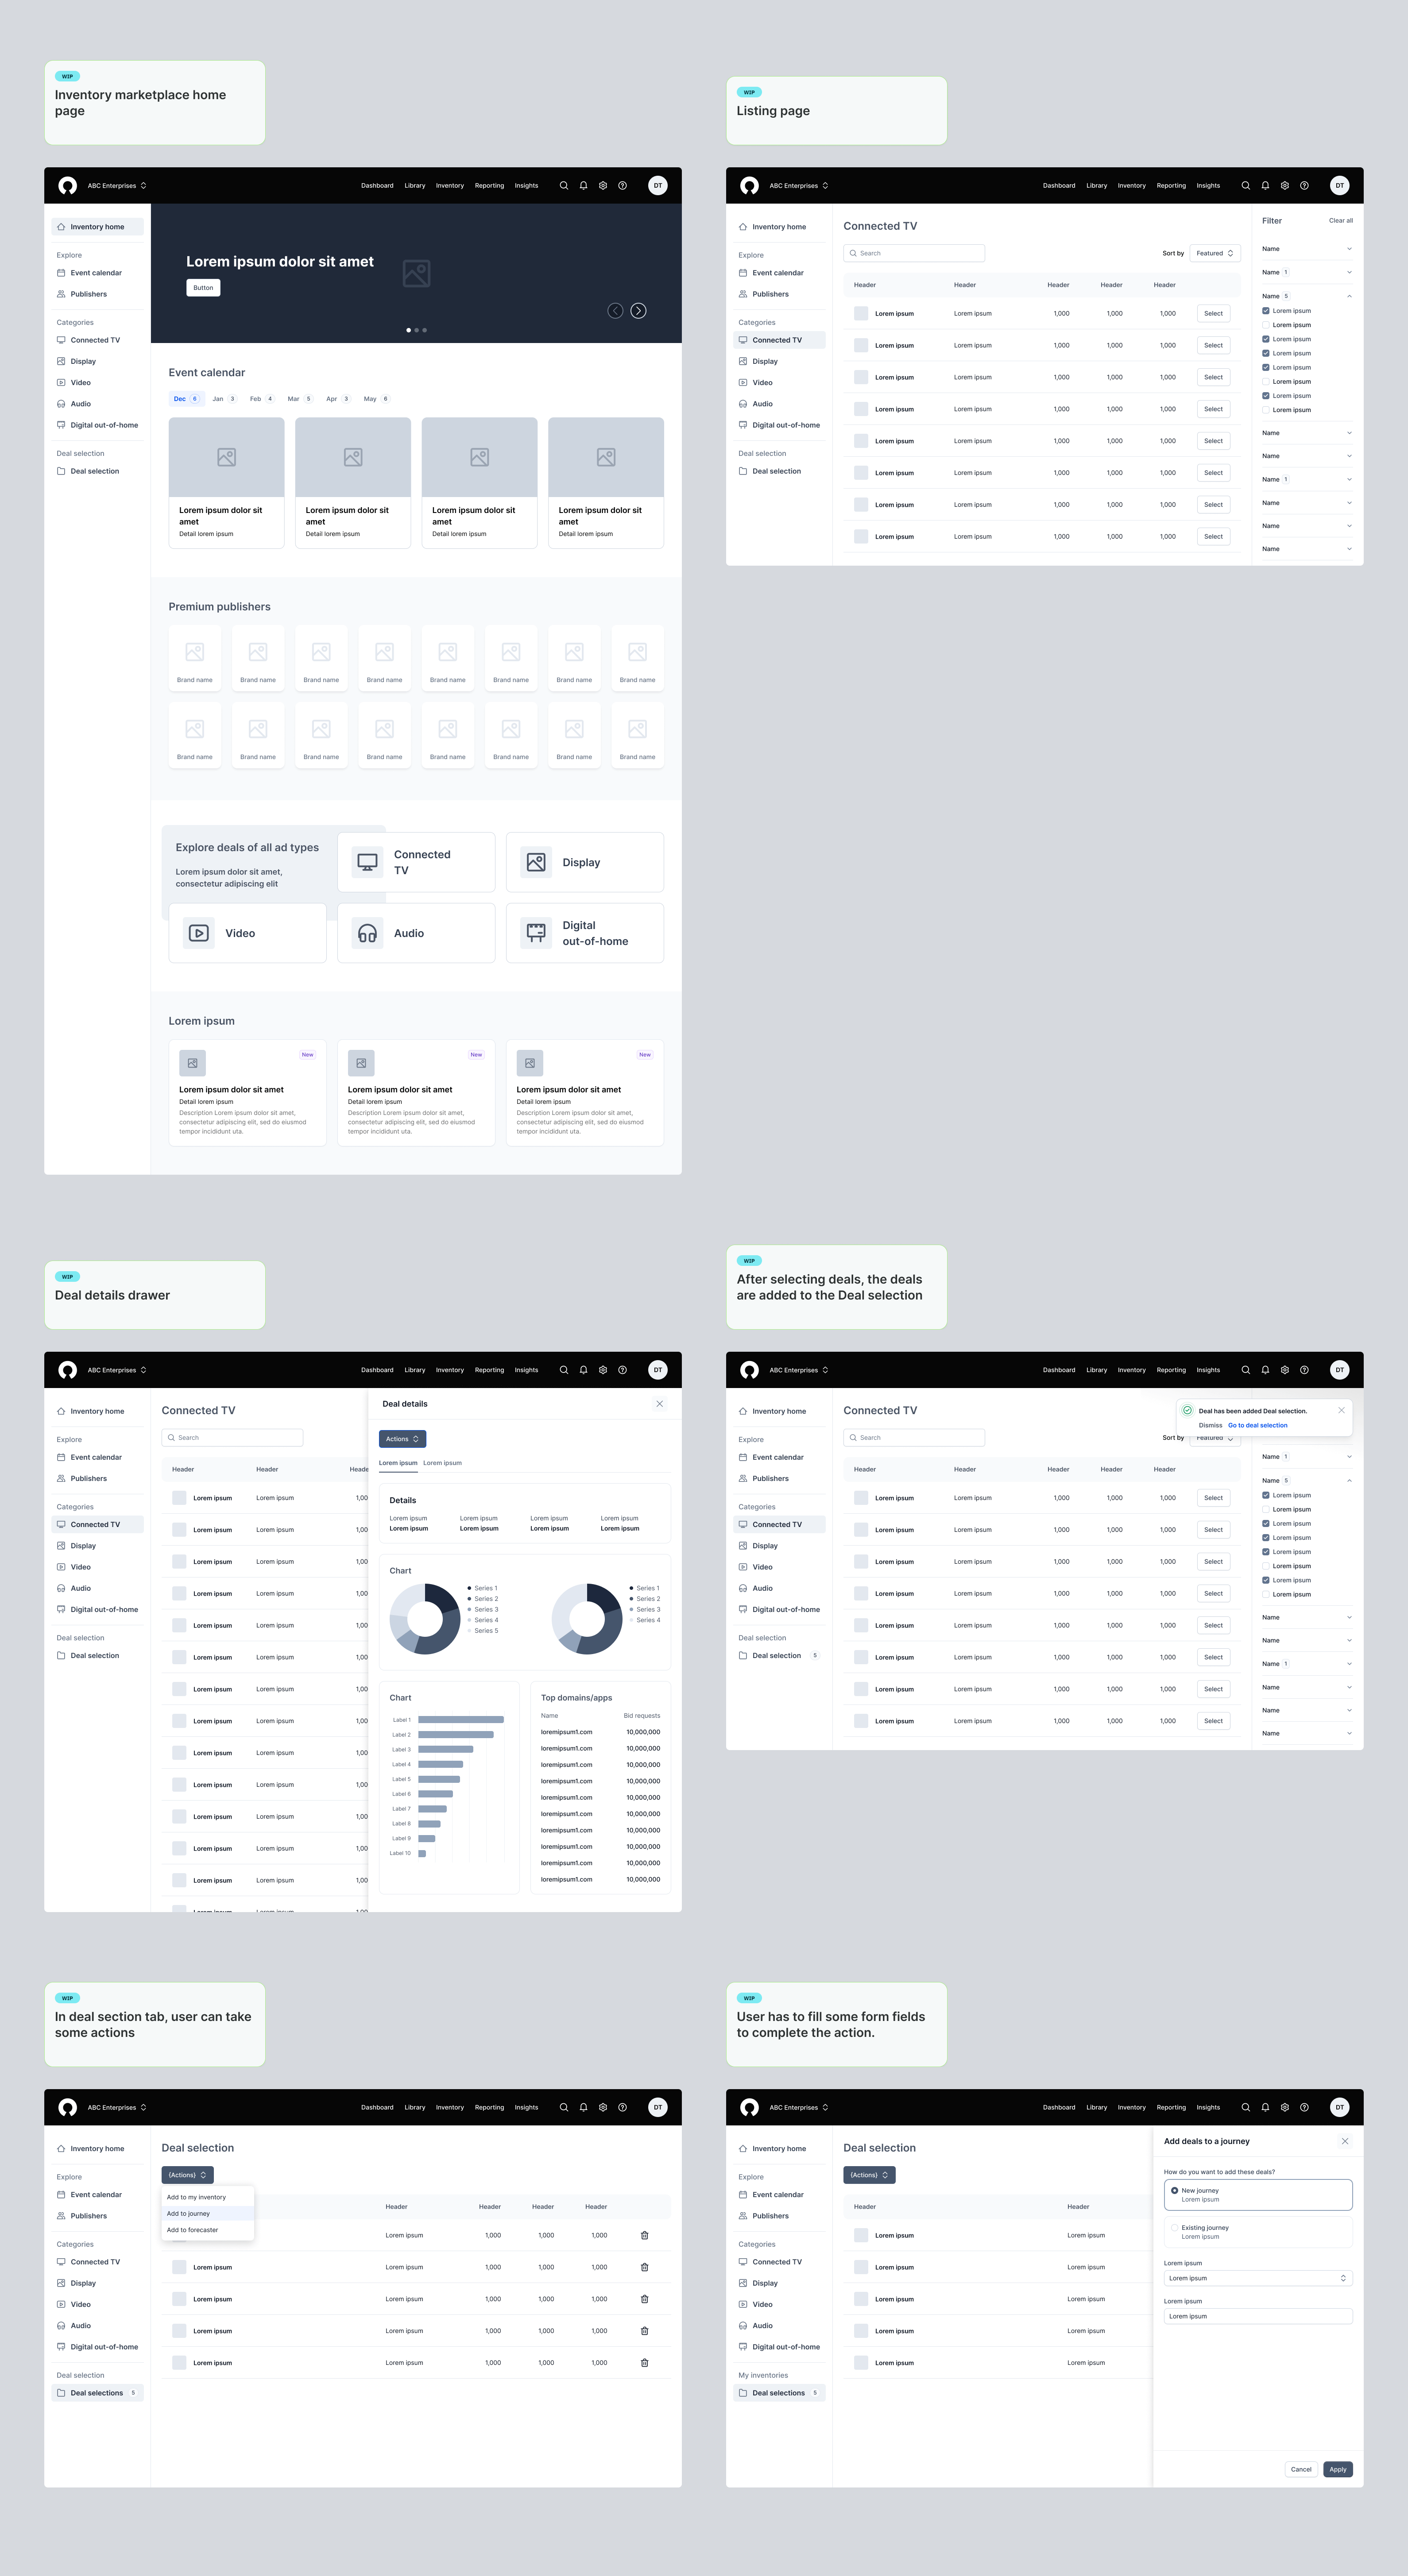 WIP
Inventory marketplace home
page
ABC Enterprises
Dashboard Library Inventory Reporting Insights
DT
Inventory home
Explore
Event calendar
Publishers
Categories
Connected TV
Display
Video
Audio
Digital out-of-home
Deal selection
Deal selection
Lorem ipsum dolor sit amet
Button
Event calendar
Dec 6 Jan 3 Feb 4 Mar 5 Apr 3 May 6
Lorem ipsum dolor sit
amet
Detail lorem ipsum
Lorem ipsum dolor sit
amet
Detail lorem ipsum
Lorem ipsum dolor sit
amet
Detail lorem ipsum
Lorem ipsum dolor sit
amet
Detail lorem ipsum
Premium publishers
Brand name Brand name Brand name Brand name Brand name Brand name Brand name Brand name
Brand name Brand name Brand name Brand name Brand name Brand name Brand name Brand name
Explore deals of all ad types
Lorem ipsum dolor sit amet,
consectetur adipiscing elit
Connected
TV
Display
Video
Audio
Digital
out-of-home
Lorem ipsum
New
Lorem ipsum dolor sit amet
Detail lorem ipsum
Description Lorem ipsum dolor sit amet,
consectetur adipiscing elit, sed do eiusmod
tempor incididunt uta.
New
Lorem ipsum dolor sit amet
Detail lorem ipsum
Description Lorem ipsum dolor sit amet,
consectetur adipiscing elit, sed do eiusmod
tempor incididunt uta.
New
Lorem ipsum dolor sit amet
Detail lorem ipsum
Description Lorem ipsum dolor sit amet,
consectetur adipiscing elit, sed do eiusmod
tempor incididunt uta.
WIP
Listing page
ABC Enterprises
Dashboard Library Inventory Reporting Insights
DT
Inventory home
Explore
Event calendar
Publishers
Categories
Connected TV
Display
Video
Audio
Digital out-of-home
Deal selection
Deal selection
Connected TV
Search
Sort by Featured
Header Header Header Header Header
Lorem ipsum Lorem ipsum 1,000 1,000 1,000 Select
Lorem ipsum Lorem ipsum 1,000 1,000 1,000 Select
Lorem ipsum Lorem ipsum 1,000 1,000 1,000 Select
Lorem ipsum Lorem ipsum 1,000 1,000 1,000 Select
Lorem ipsum Lorem ipsum 1,000 1,000 1,000 Select
Lorem ipsum Lorem ipsum 1,000 1,000 1,000 Select
Lorem ipsum Lorem ipsum 1,000 1,000 1,000 Select
Lorem ipsum Lorem ipsum 1,000 1,000 1,000 Select
Filter Clear all
Name
Name 1
Name 5
Lorem ipsum
Lorem ipsum
Lorem ipsum
Lorem ipsum
Lorem ipsum
Lorem ipsum
Lorem ipsum
Lorem ipsum
Name
Name
Name 1
Name
Name
Name
WIP
Deal details drawer
ABC Enterprises
Dashboard Library Inventory Reporting Insights
DT
Inventory home
Explore
Event calendar
Publishers
Categories
Connected TV
Display
Video
Audio
Digital out-of-home
Deal selection
Deal selection
Connected TV
Search
Header Header Heade
Lorem ipsum Lorem ipsum 1,00
Lorem ipsum Lorem ipsum 1,00
Lorem ipsum Lorem ipsum 1,00
Lorem ipsum Lorem ipsum 1,00
Lorem ipsum Lorem ipsum 1,00
Lorem ipsum Lorem ipsum 1,00
Lorem ipsum Lorem ipsum 1,00
Lorem ipsum Lorem ipsum 1,00
Lorem ipsum Lorem ipsum 1,00
Lorem ipsum Lorem ipsum 1,00
Lorem ipsum Lorem ipsum 1,00
Lorem ipsum Lorem ipsum 1,00
Lorem ipsum Lorem ipsum 1,00
Lorem ipsum Lorem ipsum 1,00
Deal details
Actions
Lorem ipsum Lorem ipsum
Details
Lorem ipsum Lorem ipsum Lorem ipsum Lorem ipsum
Lorem ipsum Lorem ipsum Lorem ipsum Lorem ipsum
Chart
Series 1
Series 2
Series 3
Series 4
Series 5
Series 1
Series 2
Series 3
Series 4
Chart
Label 1
Label 2
Label 3
Label 4
Label 5
Label 6
Label 7
Label 8
Label 9
Label 10
Top domains/apps
Name Bid requests
loremipsum1.com 10,000,000
loremipsum1.com 10,000,000
loremipsum1.com 10,000,000
loremipsum1.com 10,000,000
loremipsum1.com 10,000,000
loremipsum1.com 10,000,000
loremipsum1.com 10,000,000
loremipsum1.com 10,000,000
loremipsum1.com 10,000,000
loremipsum1.com 10,000,000
WIP
After selecting deals, the deals
are added to the Deal selection
ABC Enterprises
Dashboard Library Inventory Reporting Insights
DT
Inventory home
Explore
Event calendar
Publishers
Categories
Connected TV
Display
Video
Audio
Digital out-of-home
Deal selection
Deal selection 5
Connected TV
Search
Deal has been added Deal selection.
Dismiss Go to deal selection
Sort by Featured
Header Header Header Header Header
Lorem ipsum Lorem ipsum 1,000 1,000 1,000 Select
Lorem ipsum Lorem ipsum 1,000 1,000 1,000 Select
Lorem ipsum Lorem ipsum 1,000 1,000 1,000 Select
Lorem ipsum Lorem ipsum 1,000 1,000 1,000 Select
Lorem ipsum Lorem ipsum 1,000 1,000 1,000 Select
Lorem ipsum Lorem ipsum 1,000 1,000 1,000 Select
Lorem ipsum Lorem ipsum 1,000 1,000 1,000 Select
Lorem ipsum Lorem ipsum 1,000 1,000 1,000 Select
Name 1
Name 5
Lorem ipsum
Lorem ipsum
Lorem ipsum
Lorem ipsum
Lorem ipsum
Lorem ipsum
Lorem ipsum
Lorem ipsum
Name
Name
Name 1
Name
Name
Name
WIP
In deal section tab, user can take
some actions
ABC Enterprises
Dashboard Library Inventory Reporting Insights
DT
Inventory home
Explore
Event calendar
Publishers
Categories
Connected TV
Display
Video
Audio
Digital out-of-home
Deal selection
Deal selections 5
Deal selection
{Actions}
Add to my inventory
Add to journey
Add to forecaster
Header Header Header Header
Lorem ipsum 1,000 1,000 1,000
Lorem ipsum Lorem ipsum 1,000 1,000 1,000
Lorem ipsum Lorem ipsum 1,000 1,000 1,000
Lorem ipsum Lorem ipsum 1,000 1,000 1,000
Lorem ipsum Lorem ipsum 1,000 1,000 1,000
WIP
User has to fill some form fields
to complete the action.
ABC Enterprises
Dashboard Library Inventory Reporting Insights
DT
Inventory home
Explore
Event calendar
Publishers
Categories
Connected TV
Display
Video
Audio
Digital out-of-home
My inventories
Deal selections 5
Deal selection
{Actions}
Header Header
Lorem ipsum Lorem ipsum
Lorem ipsum Lorem ipsum
Lorem ipsum Lorem ipsum
Lorem ipsum Lorem ipsum
Lorem ipsum Lorem ipsum
Add deals to a journey
How do you want to add these deals?
New journey
Lorem ipsum
Existing journey
Lorem ipsum
Lorem ipsum
Lorem ipsum
Lorem ipsum
Lorem ipsum
Cancel Apply